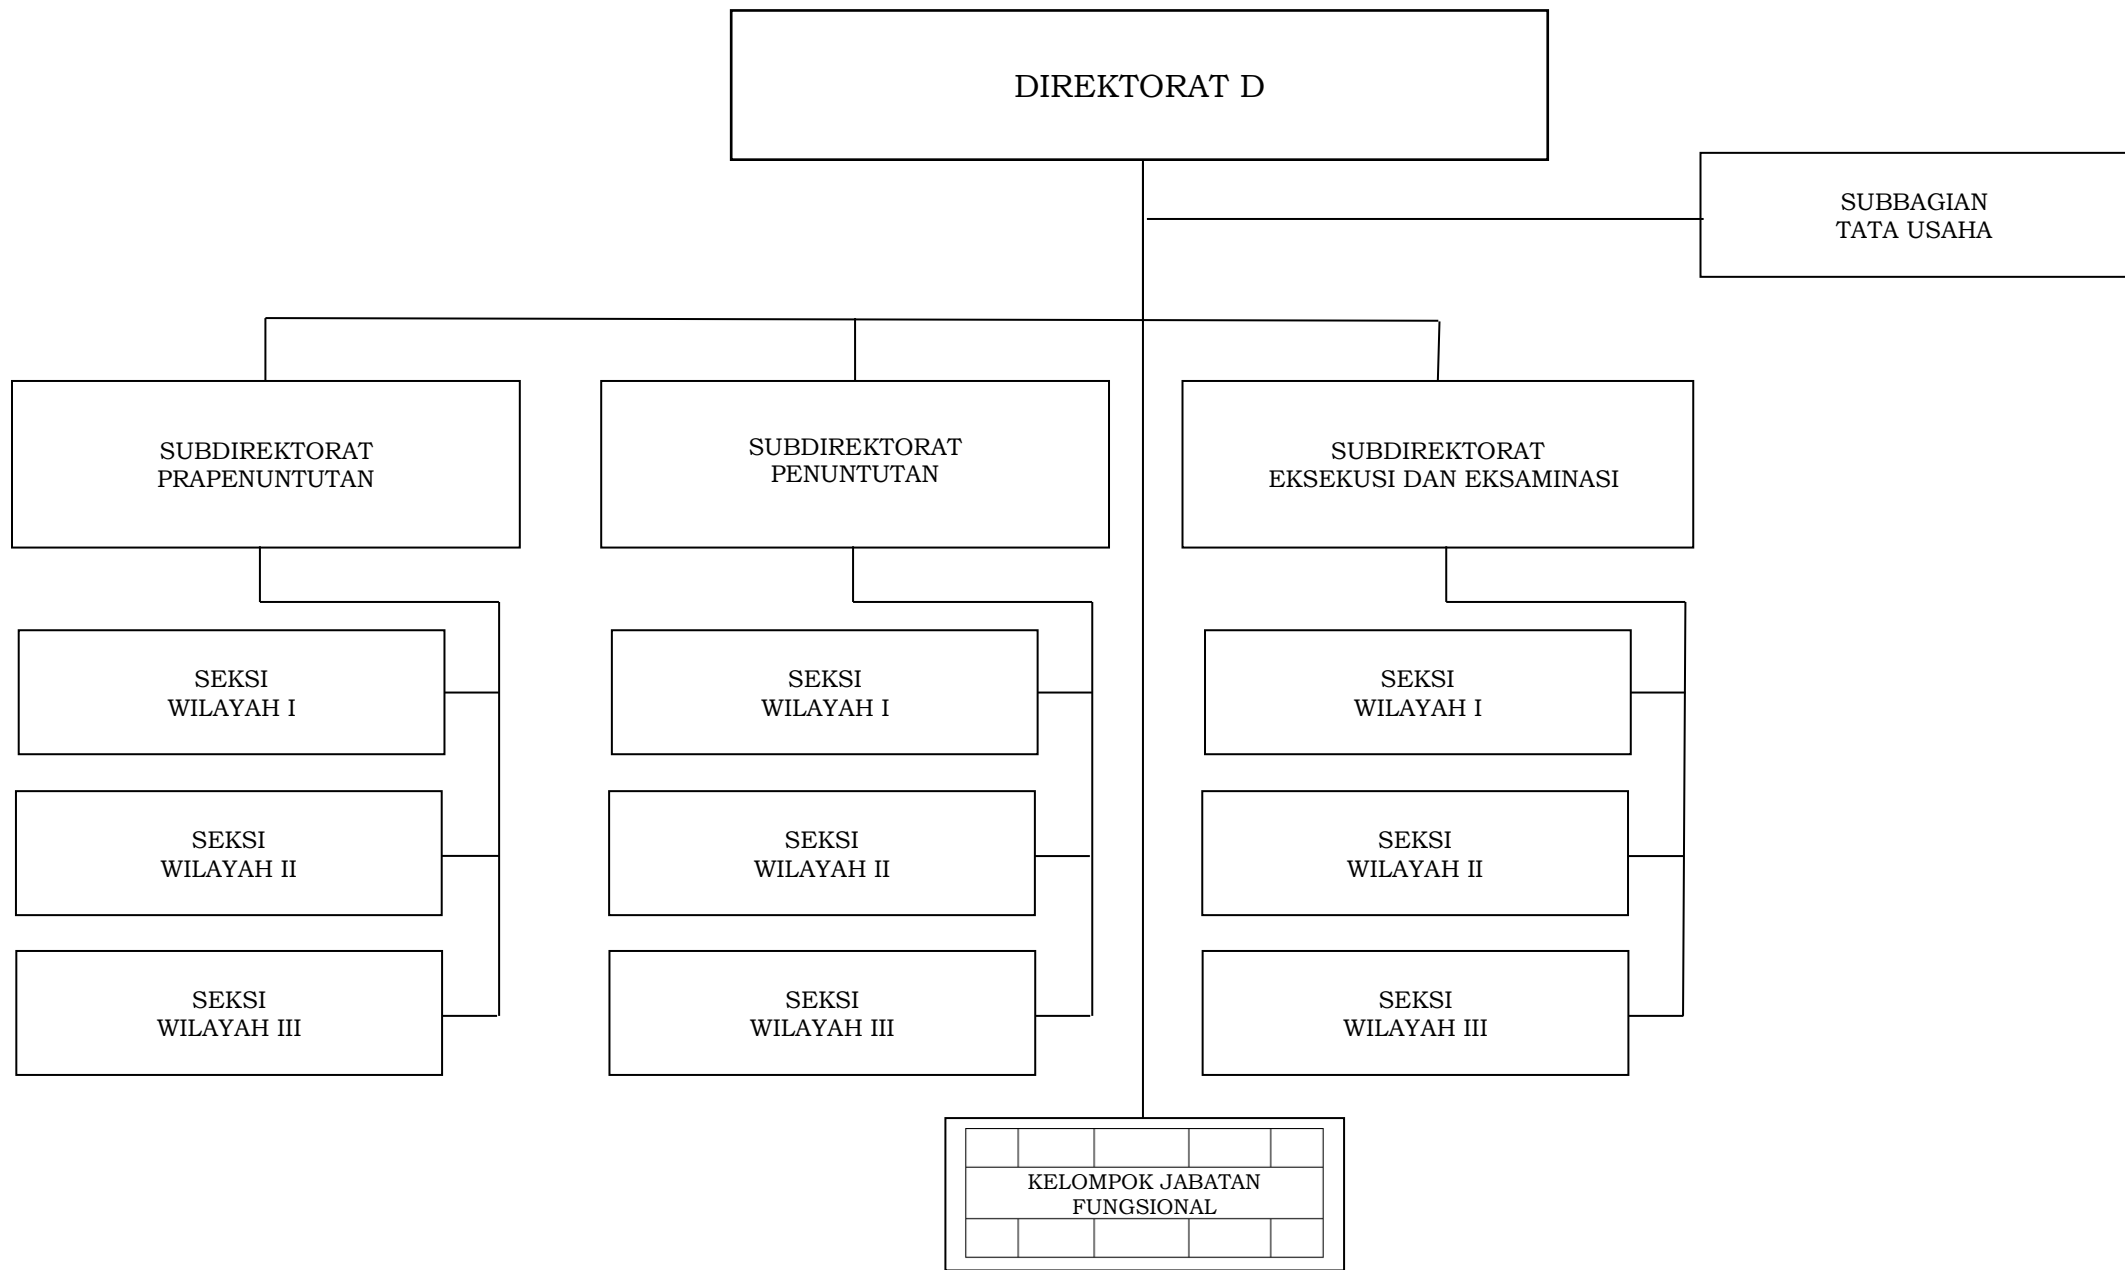 DIREKTORAT D
SUBBAGIAN
TATA USAHA
SUBDIREKTORAT
PRAPENUNTUTAN
SUBDIREKTORAT
PENUNTUTAN
SUBDIREKTORAT
EKSEKUSI DAN EKSAMINASI
SEKSI
WILAYAH I
SEKSI
WILAYAH I
SEKSI
WILAYAH I
SEKSI
WILAYAH II
SEKSI
WILAYAH II
SEKSI
WILAYAH II
SEKSI
WILAYAH III
SEKSI
WILAYAH III
SEKSI
WILAYAH III
KELOMPOK JABATAN
FUNGSIONAL